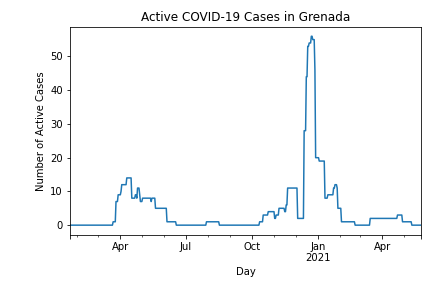 Active COVID-19 Cases in Grenada
Number of Active Cases
50
40
30
20
10
0
Apr
Jul
Oct
Jan
2021
Apr
Day